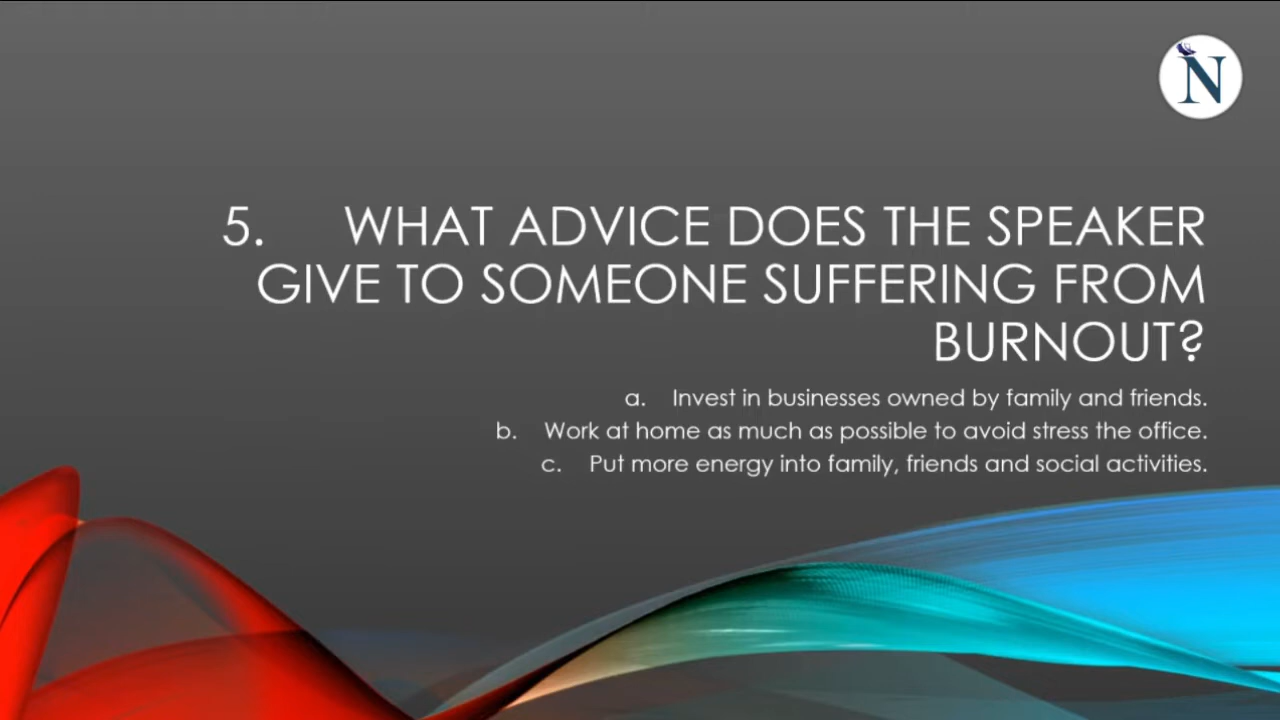 N
5. WHAT ADVICE DOES THE SPEAKER
GIVE TO SOMEONE SUFFERING FROM
BURNOUT?
a. Invest in businesses owned by family and friends.
b. Work at home as much as possible to avoid stress the office.
c. Put more energy into family, friends and social activities.